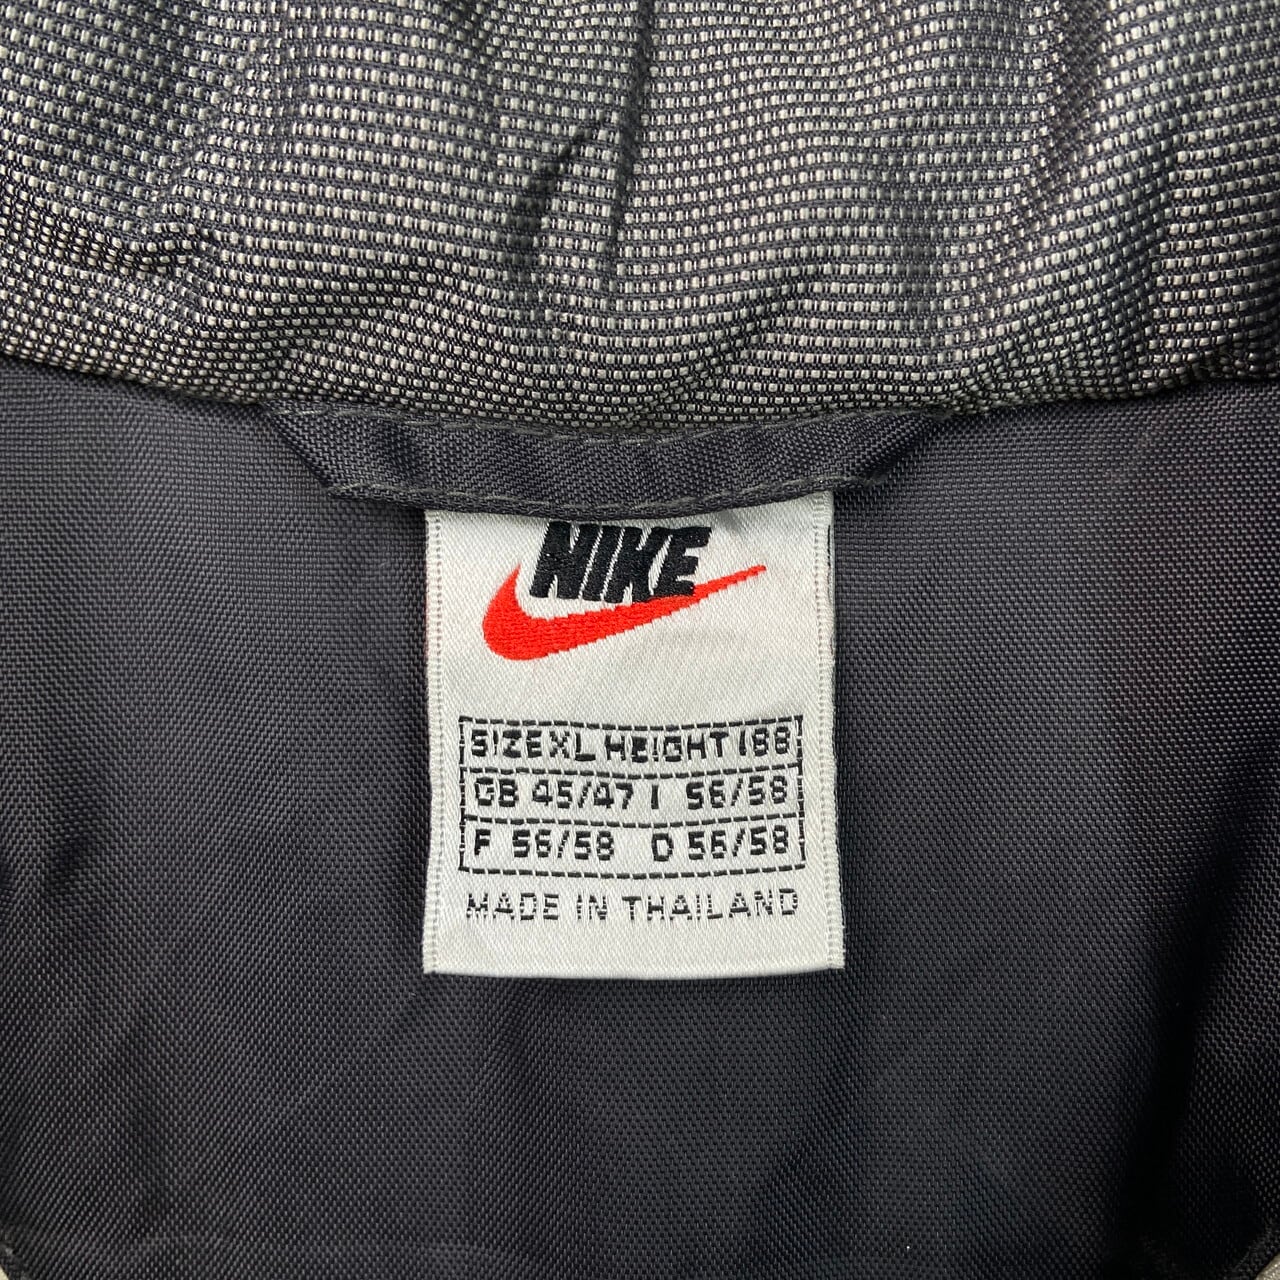 NIKE
SIZE XL HEIGHT 188
GB 45/47 I 56/58
F 56/58 D 56/58
MADE IN THAILAND